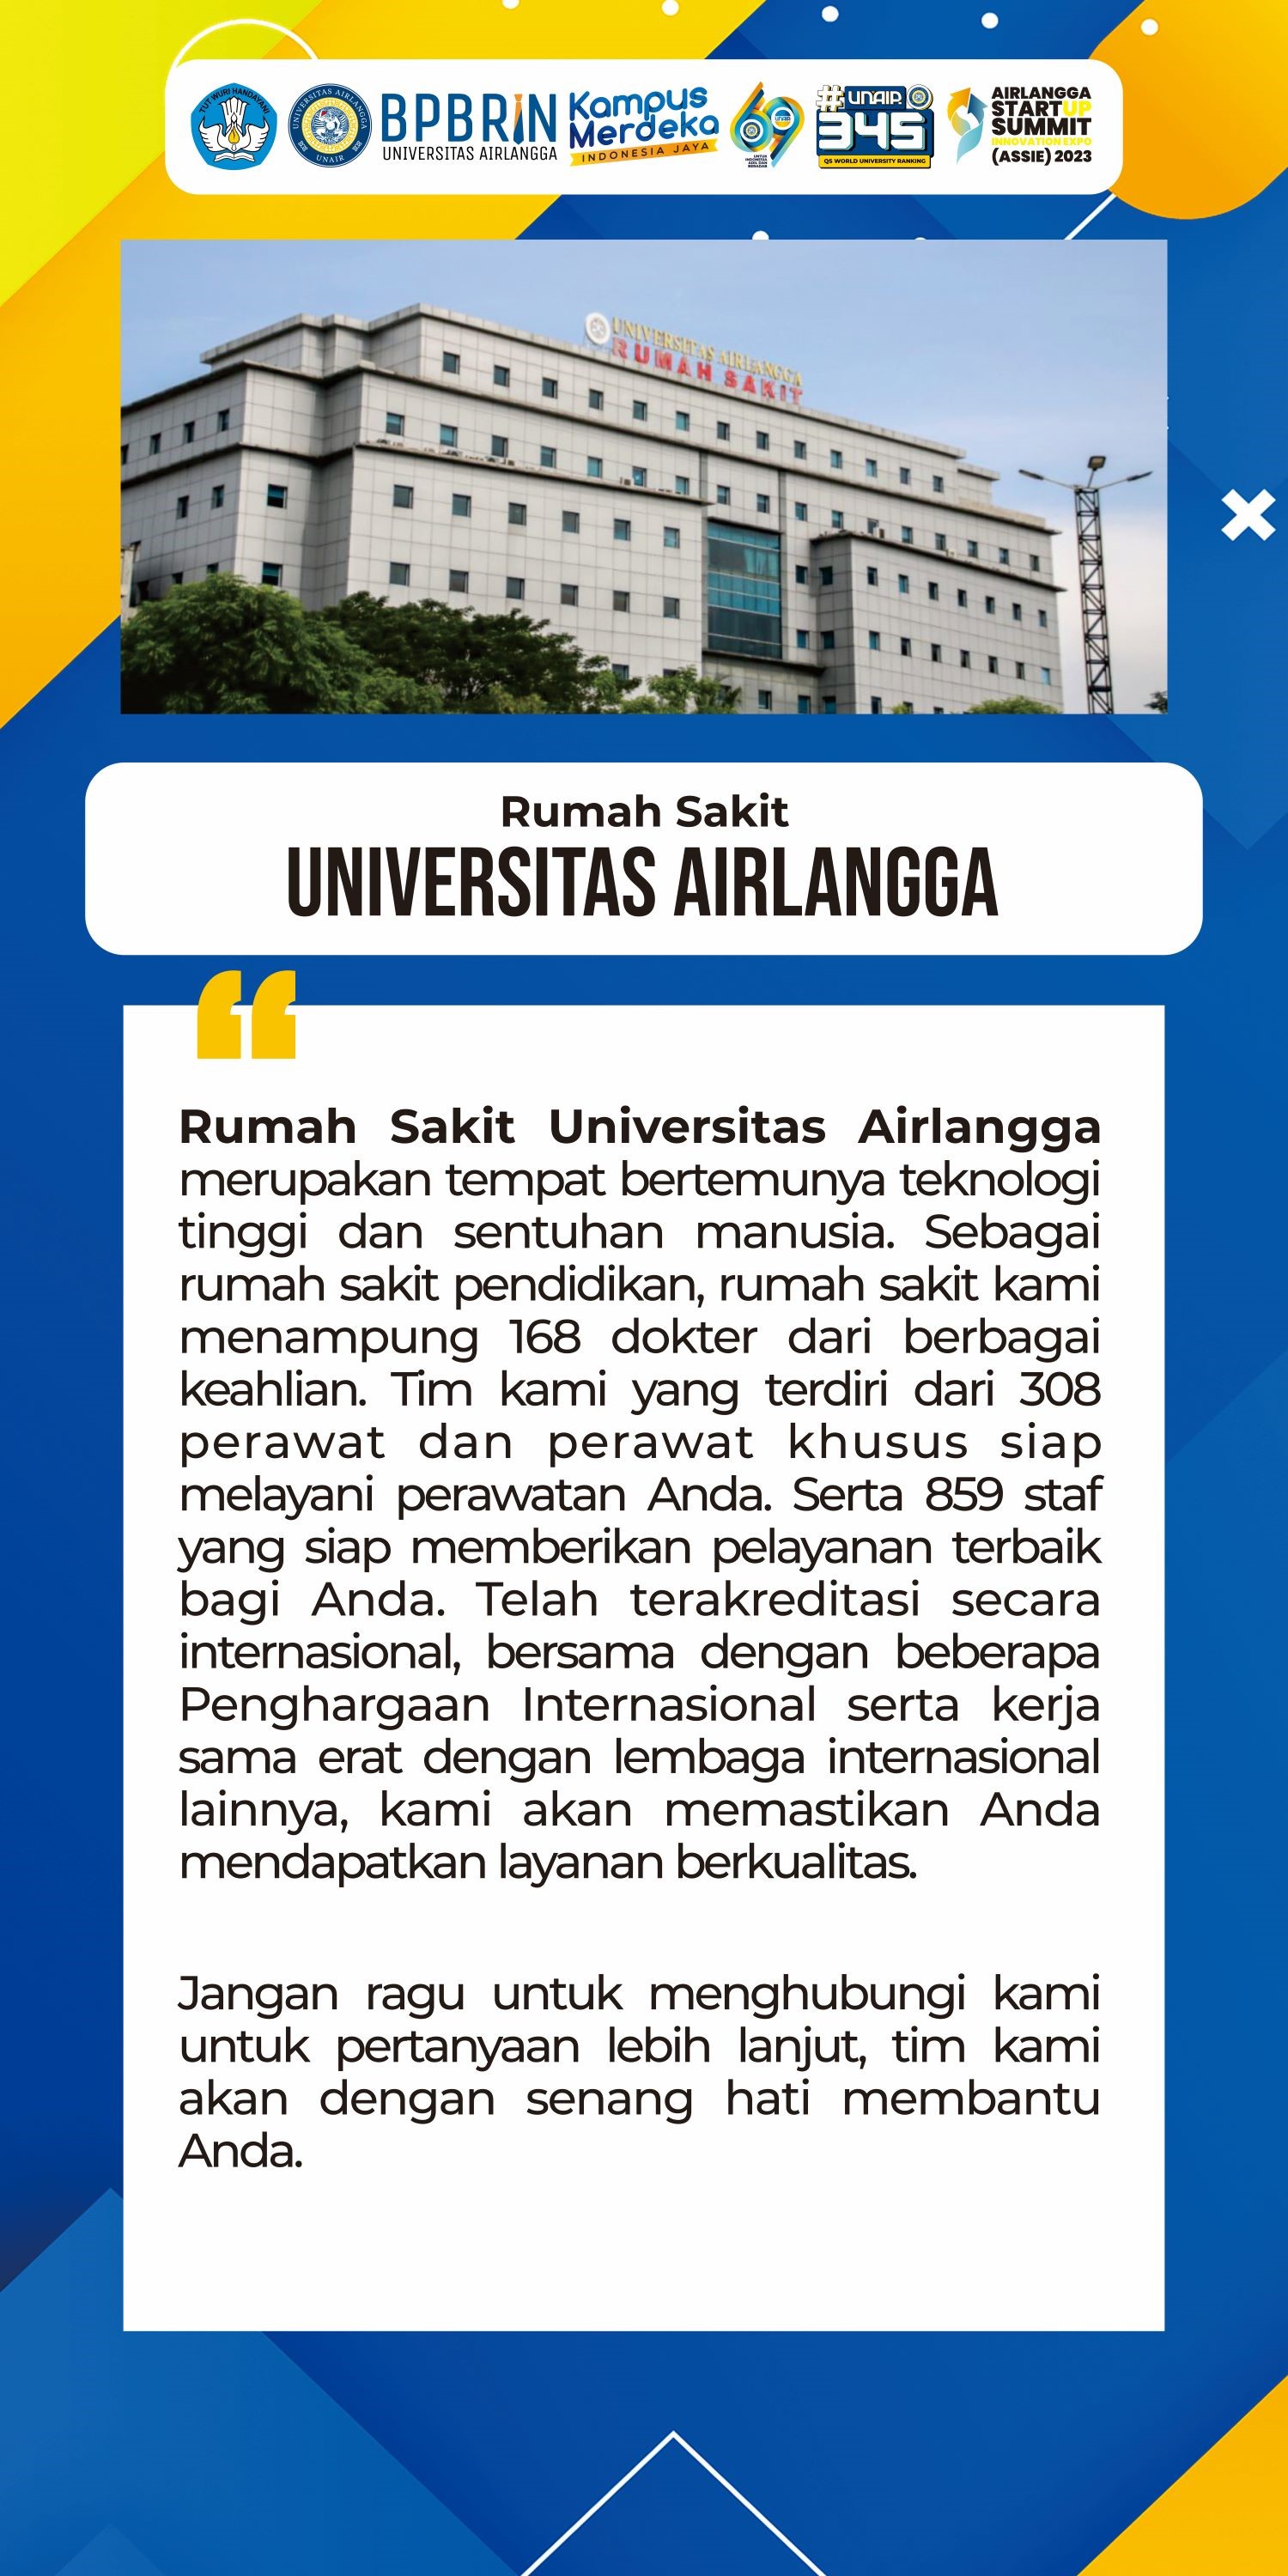 TUT WURI HANDAYANI
UNIVERSITAS AIRLANGGA
UNAIR
BPBRIN
UNIVERSITAS AIRLANGGA
Kampus
Merdeka
INDONESIA JAYA
69
#UNAIR
345
QS WORLD UNIVERSITY RANKING
AIRLANGGA
STARTUP
SUMMIT
INNOVATION EXPO
(ASSIE) 2023
UNIVERSITAS AIRLANGGA
RUMAH SAKIT
Rumah Sakit
UNIVERSITAS AIRLANGGA
“
Rumah Sakit Universitas Airlangga
merupakan tempat bertemunya teknologi
tinggi dan sentuhan manusia. Sebagai
rumah sakit pendidikan, rumah sakit kami
menampung 168 dokter dari berbagai
keahlian. Tim kami yang terdiri dari 308
perawat dan perawat khusus siap
melayani perawatan Anda. Serta 859 staf
yang siap memberikan pelayanan terbaik
bagi Anda. Telah terakreditasi secara
internasional, bersama dengan beberapa
Penghargaan Internasional serta kerja
sama erat dengan lembaga internasional
lainnya, kami akan memastikan Anda
mendapatkan layanan berkualitas.
Jangan ragu untuk menghubungi kami
untuk pertanyaan lebih lanjut, tim kami
akan dengan senang hati membantu
Anda.